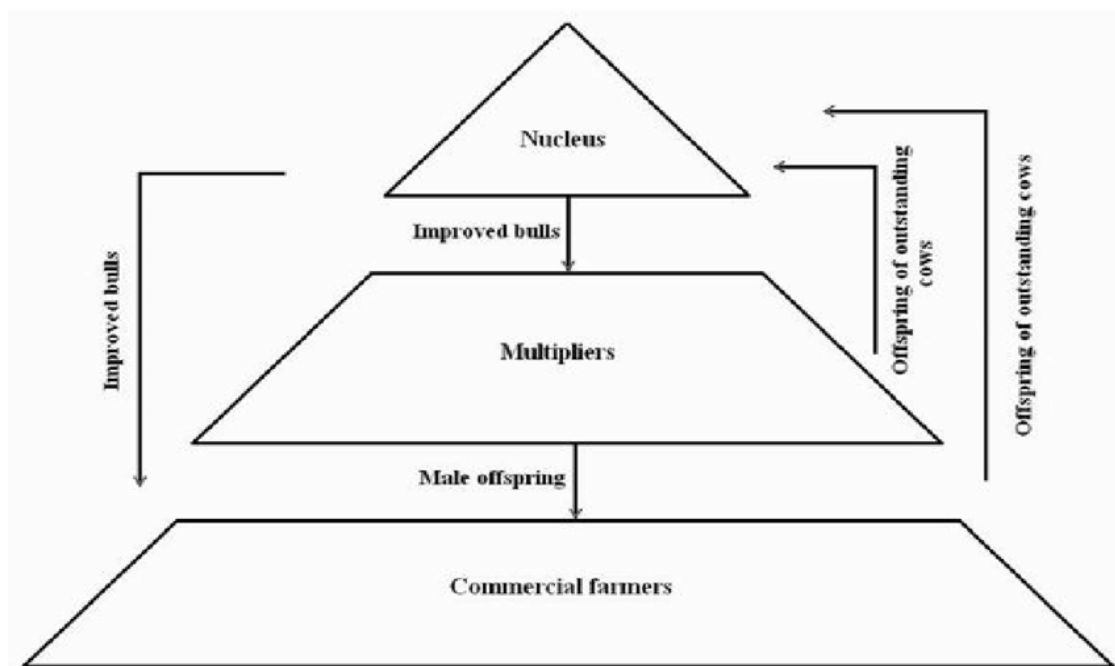 Nucleus
Improved bulls
Improved bulls
Offspring of outstanding
cows
Offspring of outstanding cows
Multipliers
Male offspring
Commercial farmers